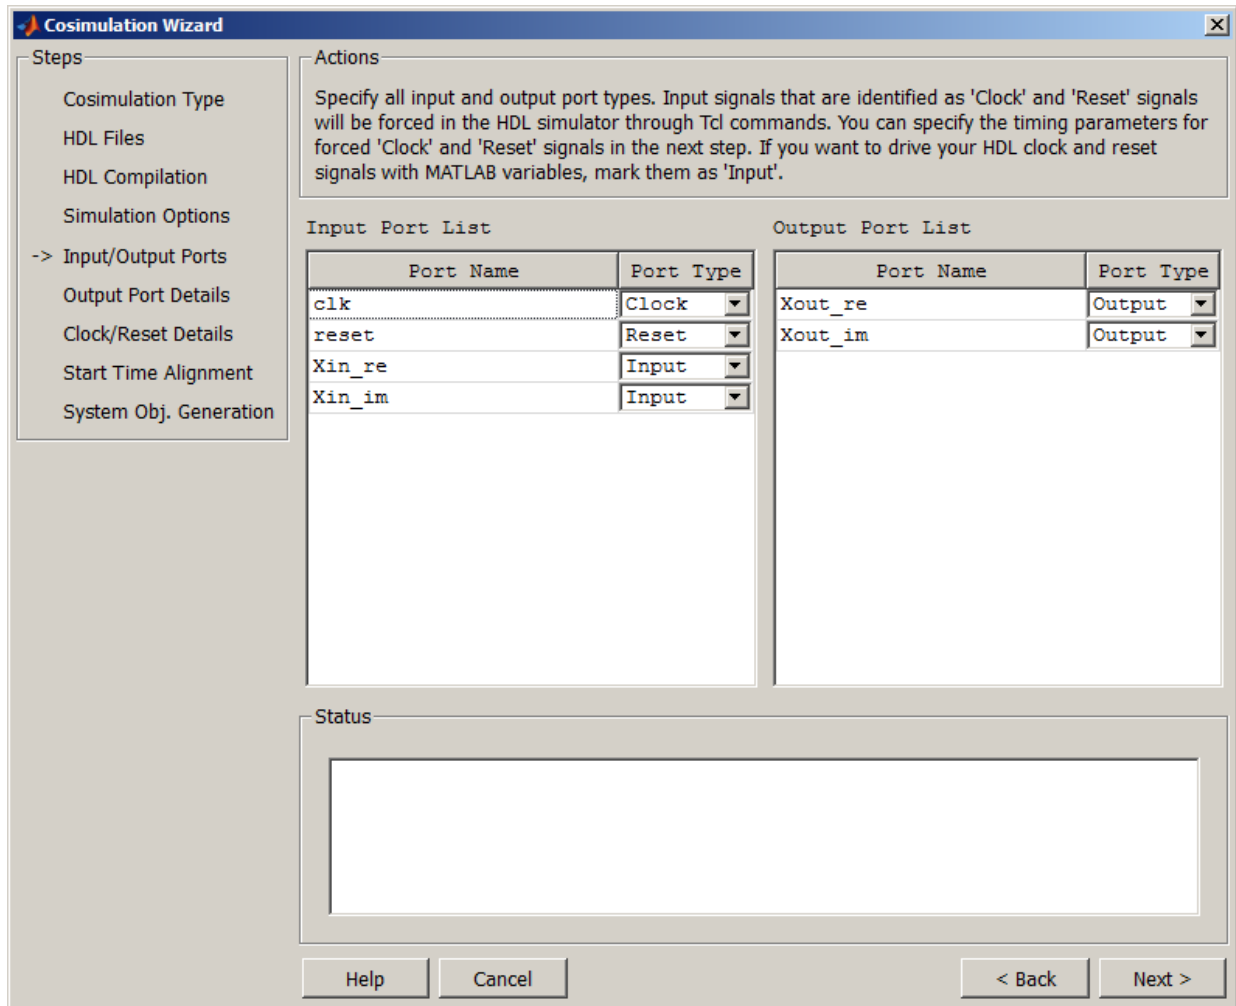 Cosimulation Wizard
Steps
Cosimulation Type
HDL Files
HDL Compilation
Simulation Options
-> Input/Output Ports
Output Port Details
Clock/Reset Details
Start Time Alignment
System Obj. Generation
Actions
Specify all input and output port types. Input signals that are identified as 'Clock' and 'Reset' signals
will be forced in the HDL simulator through Tcl commands. You can specify the timing parameters for
forced 'Clock' and 'Reset' signals in the next step. If you want to drive your HDL clock and reset
signals with MATLAB variables, mark them as 'Input'.
Input Port List
Port Name Port Type
clk Clock
reset Reset
Xin_re Input
Xin_im Input
Output Port List
Port Name Port Type
Xout_re Output
Xout_im Output
Status
Help Cancel < Back Next >